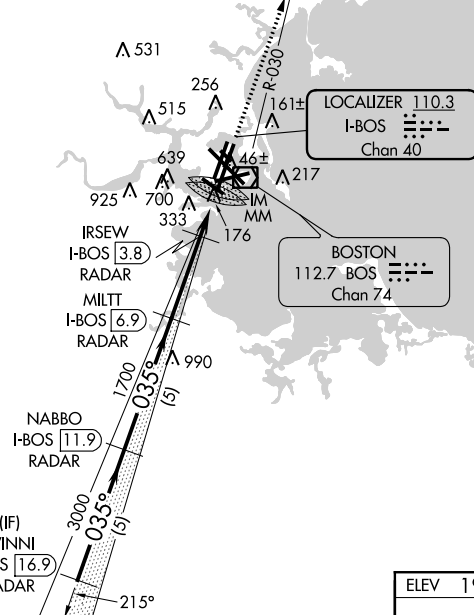 531
R-030
256
161±
515
LOCALIZER 110.3
I-BOS
Chan 40
46±
639
217
925
700
IM
MM
333
176
IRSEW
I-BOS 3.8
RADAR
BOSTON
112.7 BOS
Chan 74
MILTT
I-BOS 6.9
RADAR
990
1700
035°
(5)
NABBO
I-BOS 11.9
RADAR
3000
035°
(5)
(IF)
INNI
S 16.9
ADAR
215°
ELEV 19